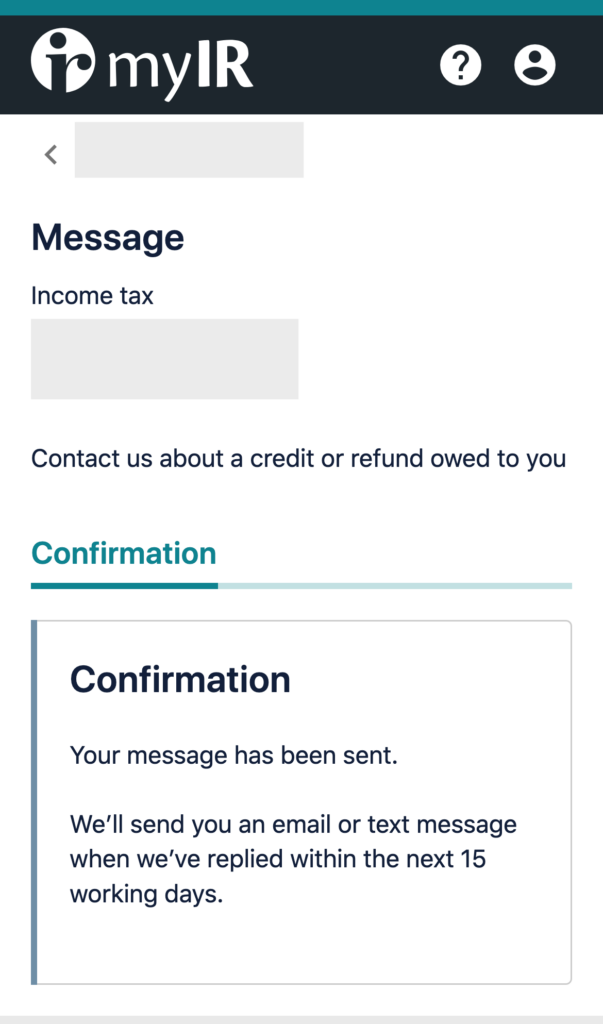 ir myIR
?
Message
Income tax
Contact us about a credit or refund owed to you
Confirmation
Confirmation
Your message has been sent.
We’ll send you an email or text message
when we’ve replied within the next 15
working days.